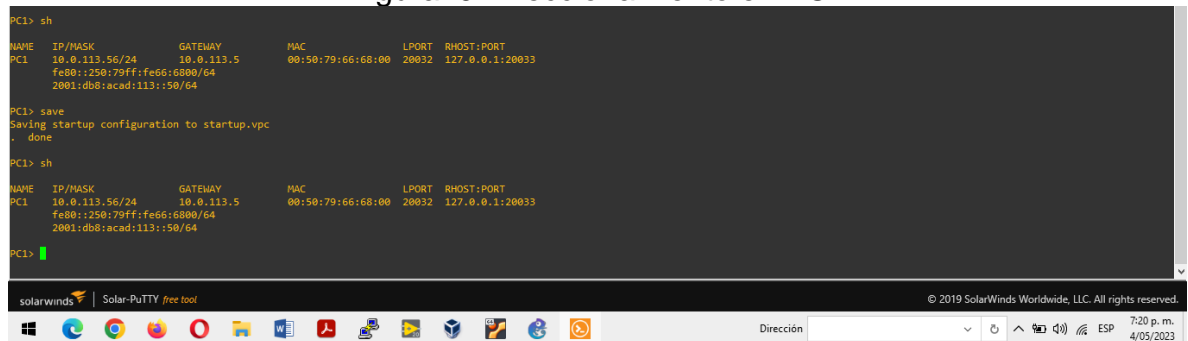 PC1> sh
NAME IP/MASK GATEWAY MAC LPORT RHOST:PORT
PC1 10.0.113.56/24 10.0.113.5 00:50:79:66:68:00 20032 127.0.0.1:20033
fe80::250:79ff:fe66:6800/64
2001:db8:acad:113::50/64
PC1> save
Saving startup configuration to startup.vpc
. done
PC1> sh
NAME IP/MASK GATEWAY MAC LPORT RHOST:PORT
PC1 10.0.113.56/24 10.0.113.5 00:50:79:66:68:00 20032 127.0.0.1:20033
fe80::250:79ff:fe66:6800/64
2001:db8:acad:113::50/64
PC1>
solarwinds | Solar-PuTTY free tool © 2019 SolarWinds Worldwide, LLC. All rights reserved.
Dirección ESP 7:20 p. m.
4/05/2023